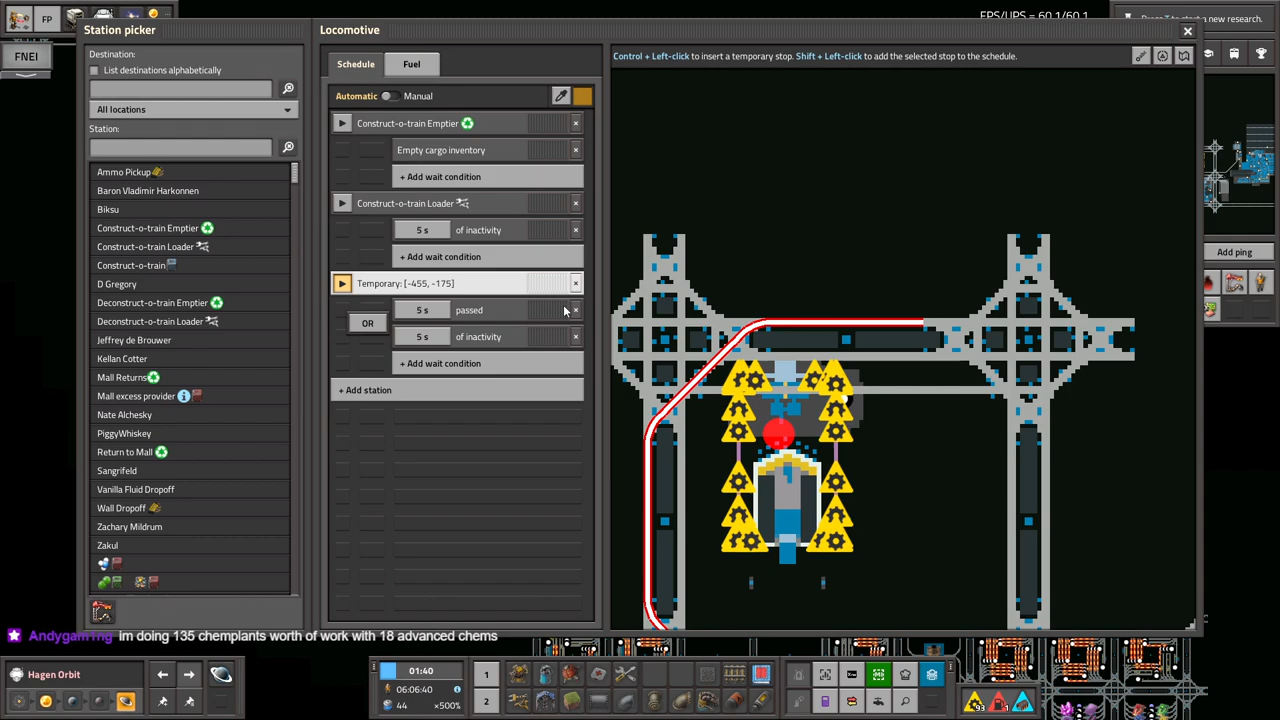 FP
FNEI
Station picker
Destination:
List destinations alphabetically
All locations
Station:
Ammo Pickup
Baron Vladimir Harkonnen
Biksu
Construct-o-train Emptier
Construct-o-train Loader
Construct-o-train
D Gregory
Deconstruct-o-train Emptier
Deconstruct-o-train Loader
Jeffrey de Brouwer
Kellan Cotter
Mall Returns
Mall excess provider
Nate Alchesky
PiggyWhiskey
Return to Mall
Sangrifeld
Vanilla Fluid Dropoff
Wall Dropoff
Zachary Mildrum
Zakul
Locomotive
Schedule
Fuel
Automatic
Manual
Construct-o-train Emptier
Empty cargo inventory
+ Add wait condition
Construct-o-train Loader
5 s of inactivity
+ Add wait condition
Temporary: [-455, -175]
5 s passed
OR
5 s of inactivity
+ Add wait condition
+ Add station
Control + Left-click to insert a temporary stop. Shift + Left-click to add the selected stop to the schedule.
FPS/UPS = 60.1/60.1
to start a new research.
Add ping
Andygam1ng im doing 135 chemplants worth of work with 18 advanced chems
Hagen Orbit
01:40
06:06:40
44
×500%
1
2
93